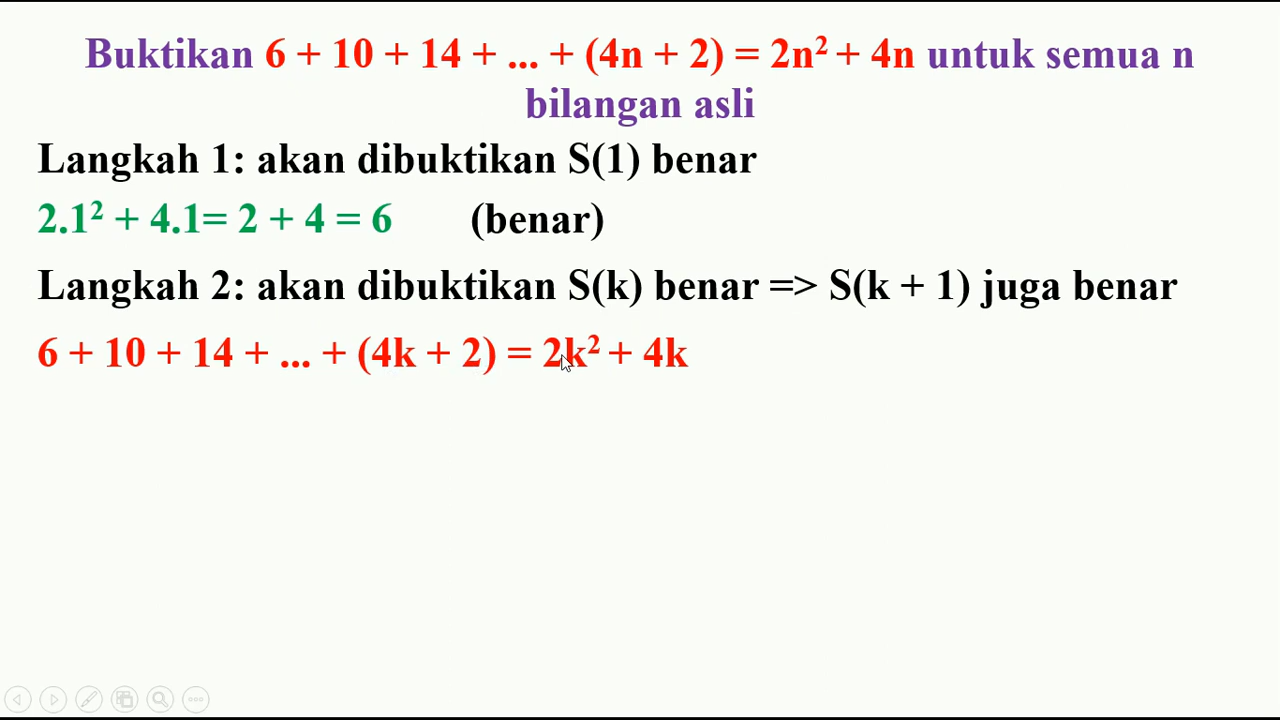 Buktikan 6 + 10 + 14 + ... + (4n + 2) = 2n² + 4n untuk semua n
bilangan asli
Langkah 1: akan dibuktikan S(1) benar
2.1² + 4.1= 2 + 4 = 6 (benar)
Langkah 2: akan dibuktikan S(k) benar => S(k + 1) juga benar
6 + 10 + 14 + ... + (4k + 2) = 2k² + 4k